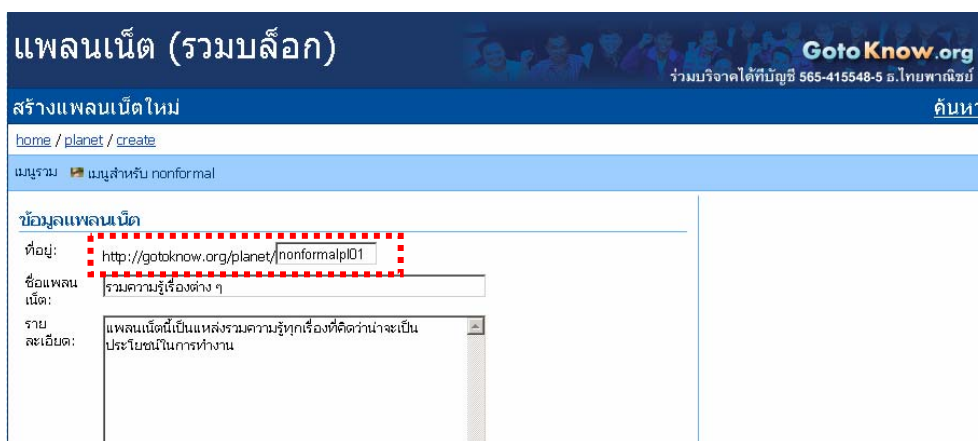 แพลนเน็ต (รวมบล็อก)
GotoKnow.org
ร่วมบริจาคได้ที่บัญชี 565-415548-5 ธ.ไทยพาณิชย์
สร้างแพลนเน็ตใหม่
ค้นหา
home / planet / create
เมนูรวม เมนูสำหรับ nonformal
ข้อมูลแพลนเน็ต
ที่อยู่: http://gotoknow.org/planet/nonformalpl01
ชื่อแพลน
เน็ต: รวมความรู้เรื่องต่าง ๆ
ราย
ละเอียด: แพลนเน็ตนี้เป็นแหล่งรวมความรู้ทุกเรื่องที่คิดว่าน่าจะเป็น
ประโยชน์ในการทำงาน